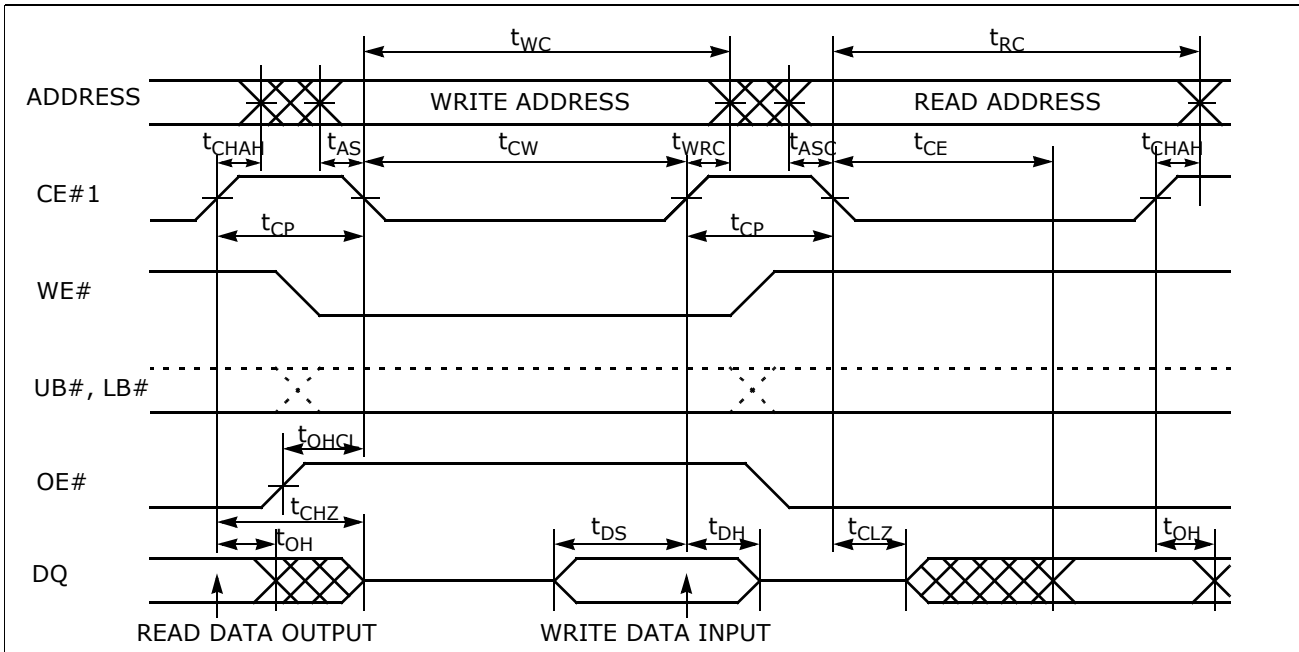 tWC tRC
ADDRESS WRITE ADDRESS READ ADDRESS
tCHAH tAS tCW tWRC tASC tCE tCHAH
CE#1
tCP tCP
WE#
UB#, LB#
tOHCL
OE#
tCHZ
tOH tDS tDH tCLZ tOH
DQ
READ DATA OUTPUT WRITE DATA INPUT